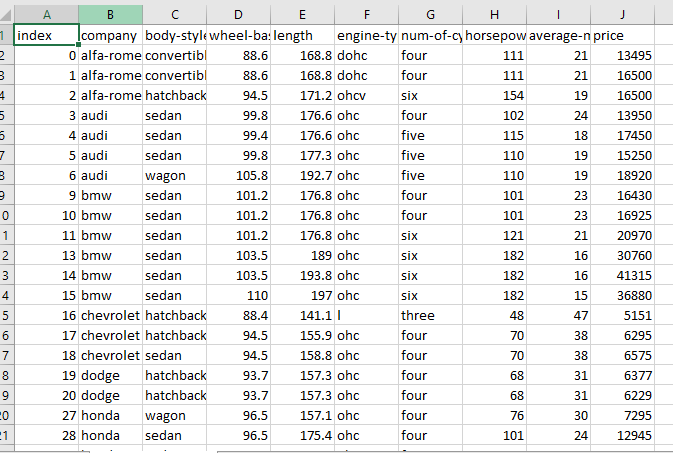 A B C D E F G H I J
1 index company body-style wheel-ba length engine-ty num-of-cy horsepow average-n price
2 0 alfa-rome convertibl 88.6 168.8 dohc four 111 21 13495
3 1 alfa-rome convertibl 88.6 168.8 dohc four 111 21 16500
4 2 alfa-rome hatchback 94.5 171.2 ohcv six 154 19 16500
5 3 audi sedan 99.8 176.6 ohc four 102 24 13950
6 4 audi sedan 99.4 176.6 ohc five 115 18 17450
7 5 audi sedan 99.8 177.3 ohc five 110 19 15250
8 6 audi wagon 105.8 192.7 ohc five 110 19 18920
9 9 bmw sedan 101.2 176.8 ohc four 101 23 16430
0 10 bmw sedan 101.2 176.8 ohc four 101 23 16925
1 11 bmw sedan 101.2 176.8 ohc six 121 21 20970
2 13 bmw sedan 103.5 189 ohc six 182 16 30760
3 14 bmw sedan 103.5 193.8 ohc six 182 16 41315
4 15 bmw sedan 110 197 ohc six 182 15 36880
5 16 chevrolet hatchback 88.4 141.1 l three 48 47 5151
6 17 chevrolet hatchback 94.5 155.9 ohc four 70 38 6295
7 18 chevrolet sedan 94.5 158.8 ohc four 70 38 6575
8 19 dodge hatchback 93.7 157.3 ohc four 68 31 6377
9 20 dodge hatchback 93.7 157.3 ohc four 68 31 6229
20 27 honda wagon 96.5 157.1 ohc four 76 30 7295
21 28 honda sedan 96.5 175.4 ohc four 101 24 12945